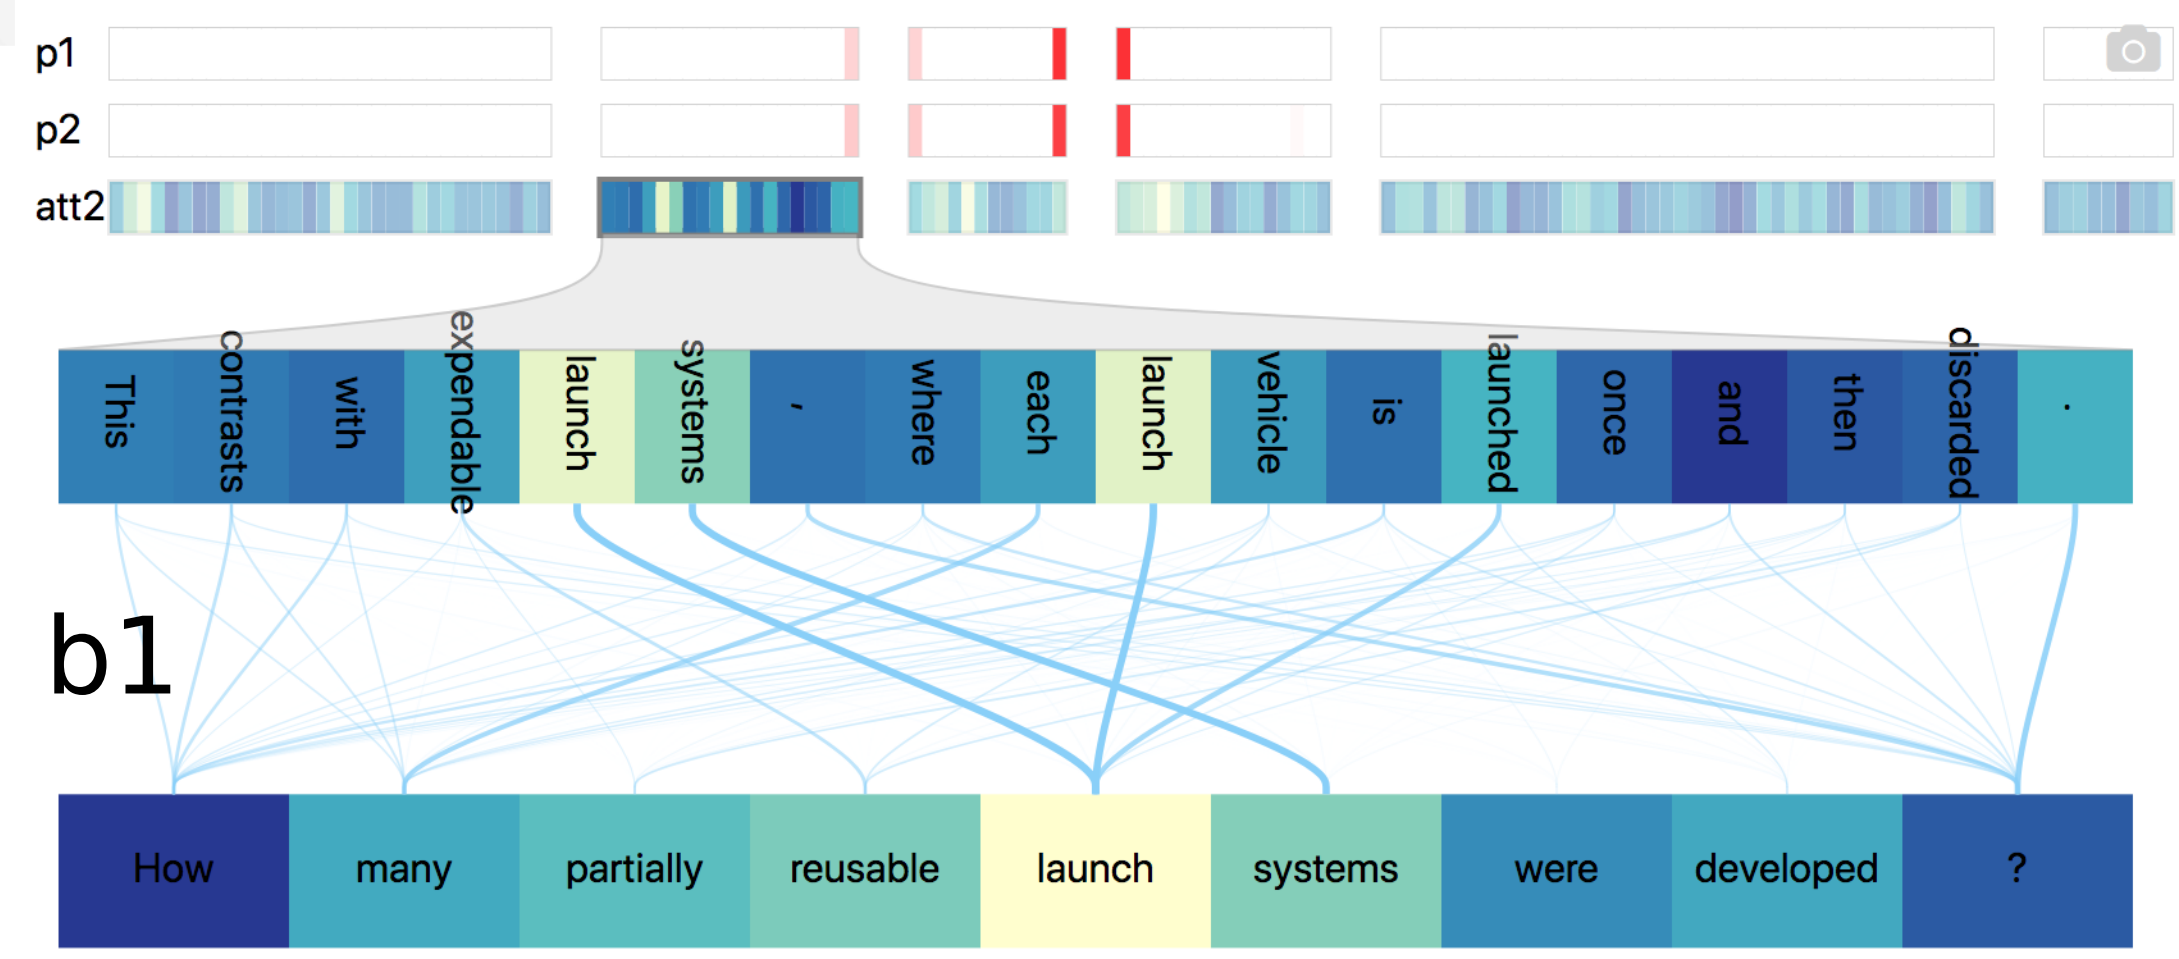 p1
p2
att2
This contrasts with expendable launch systems , where each launch vehicle is launched once and then discarded .
b1
How many partially reusable launch systems were developed ?